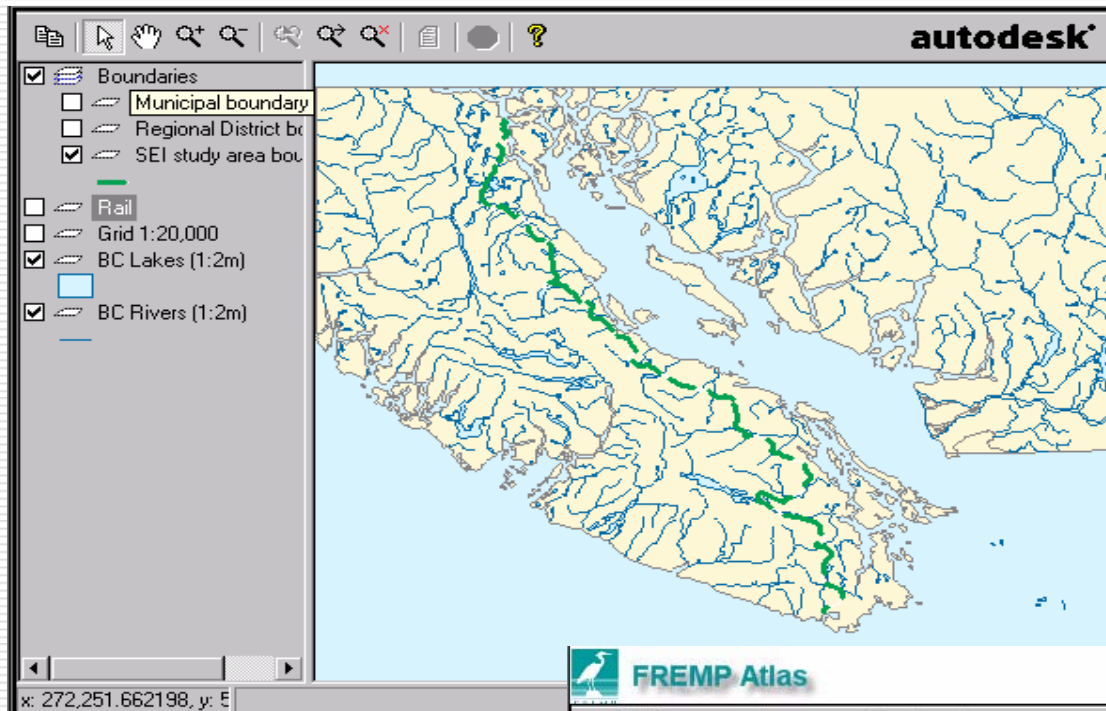 autodesk
Boundaries
Municipal boundary
Regional District bo
SEI study area bou
Rail
Grid 1:20,000
BC Lakes (1:2m)
BC Rivers (1:2m)
x: 272,251.662198, y: 5
FREMP Atlas